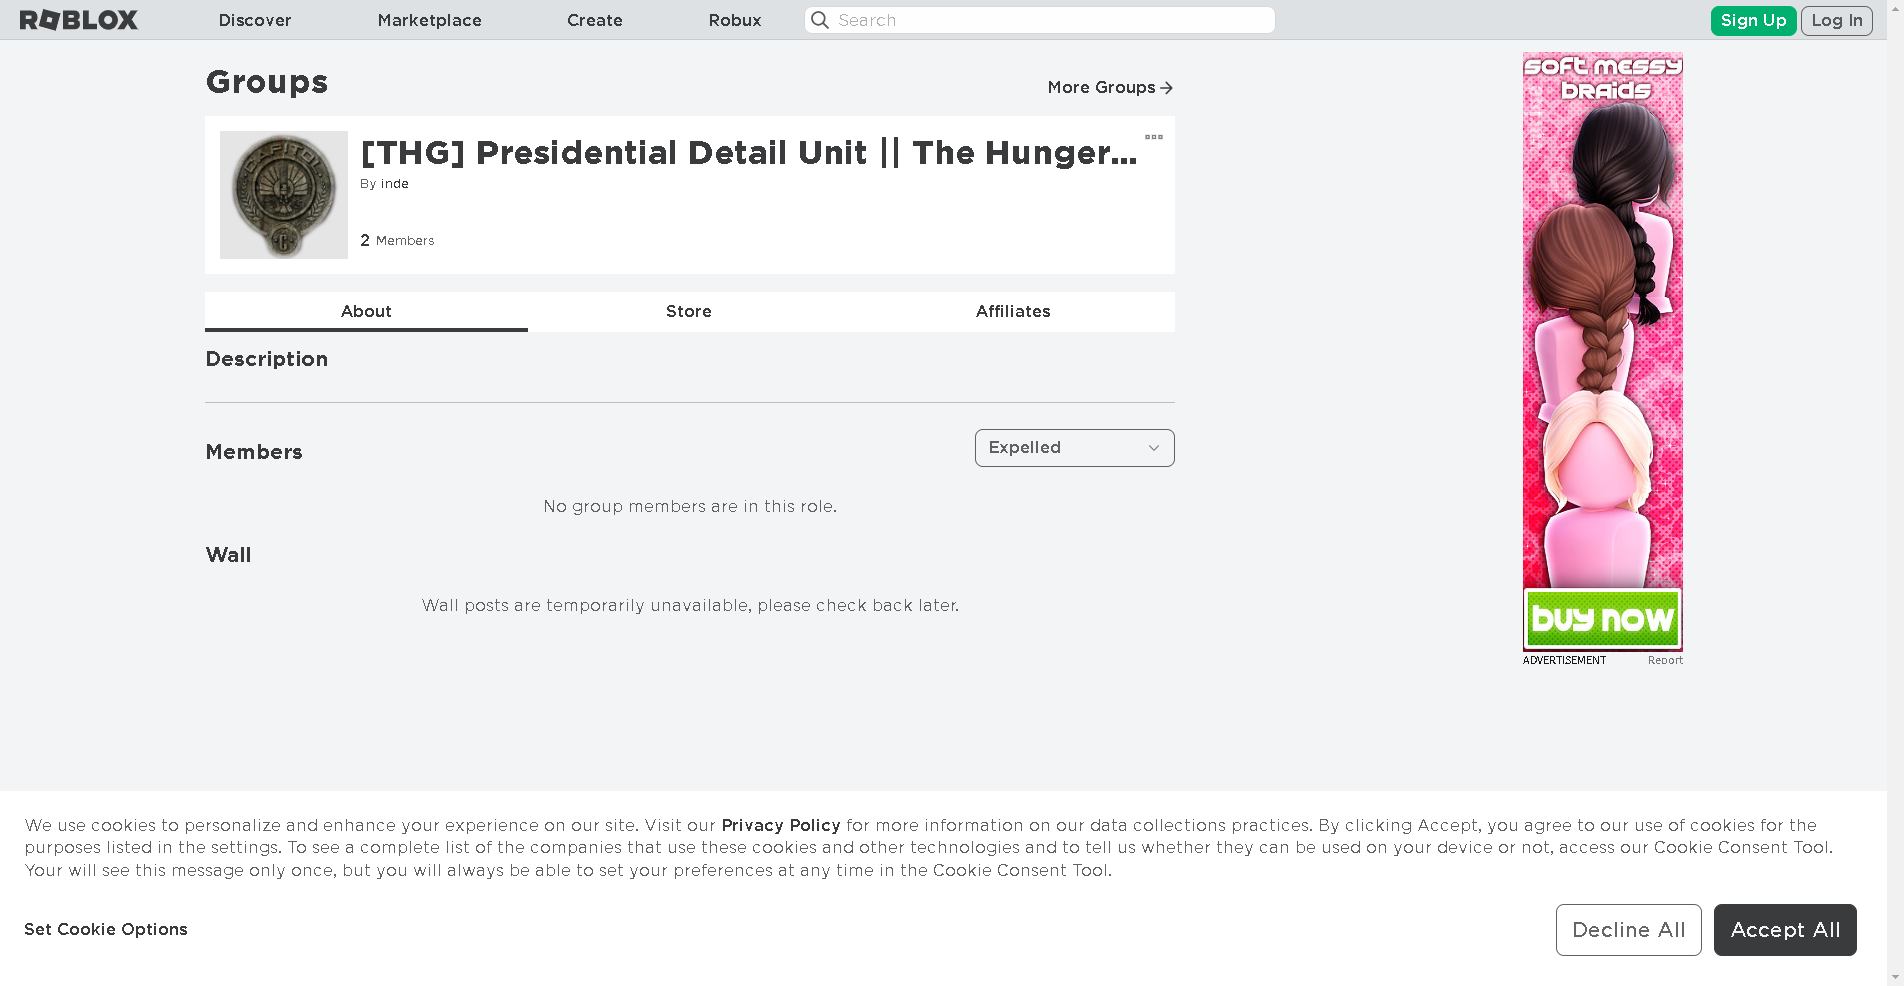 ROBLOX
Discover
Marketplace
Create
Robux
Search
Sign Up
Log In
Groups
More Groups
[THG] Presidential Detail Unit || The Hunger...
By inde
2 Members
CAPITOL
C
About
Store
Affiliates
Description
Members
Expelled
No group members are in this role.
Wall
Wall posts are temporarily unavailable, please check back later.
soft messy
braids
buy now
ADVERTISEMENT
Report
We use cookies to personalize and enhance your experience on our site. Visit our Privacy Policy for more information on our data collections practices. By clicking Accept, you agree to our use of cookies for the
purposes listed in the settings. To see a complete list of the companies that use these cookies and other technologies and to tell us whether they can be used on your device or not, access our Cookie Consent Tool.
Your will see this message only once, but you will always be able to set your preferences at any time in the Cookie Consent Tool.
Set Cookie Options
Decline All
Accept All